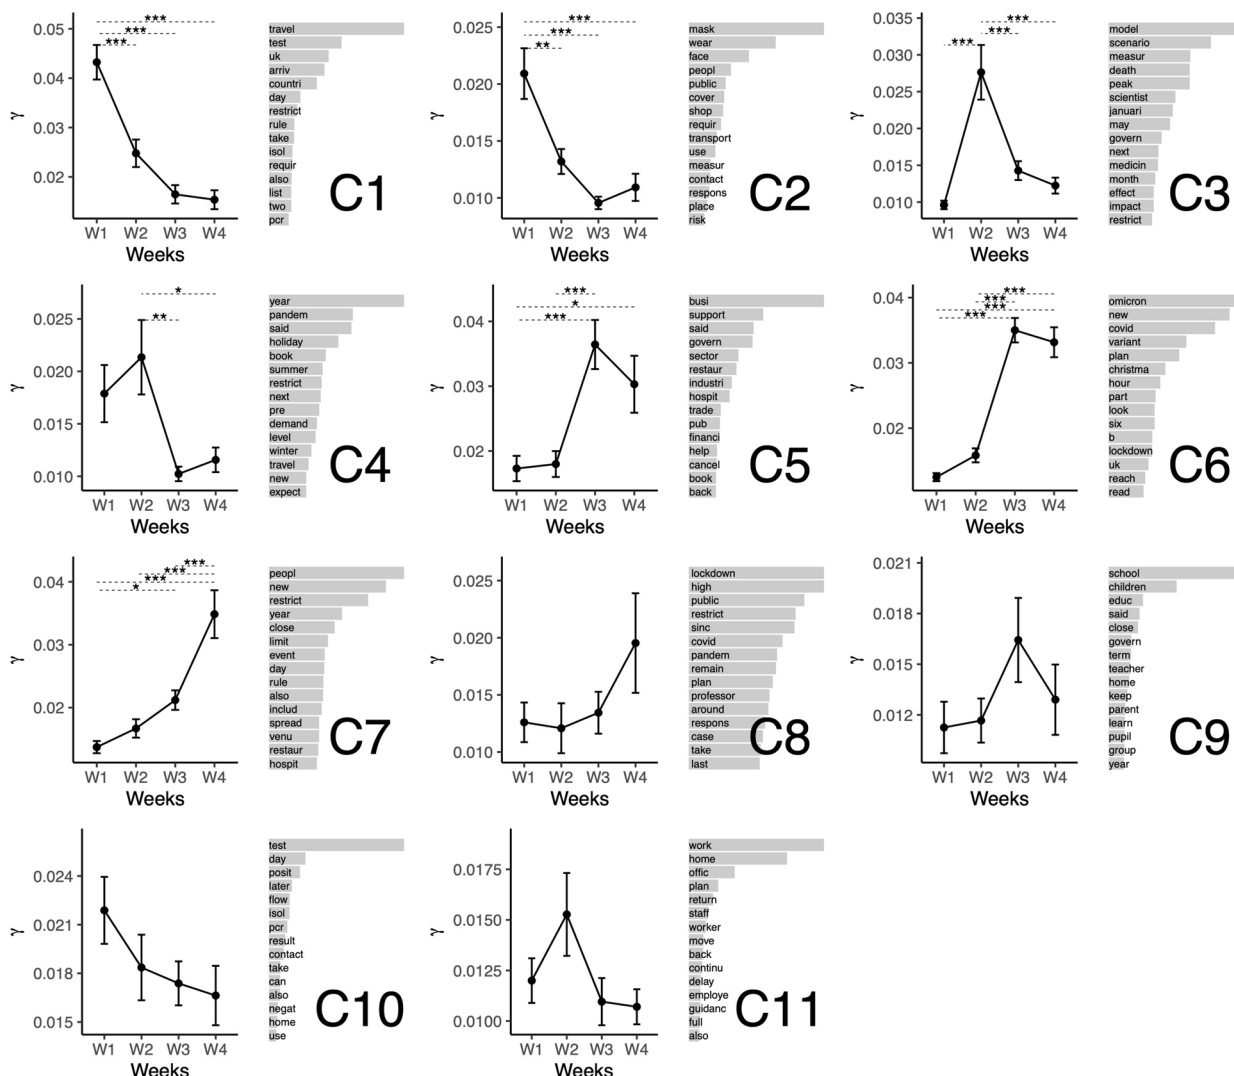 0.05
0.04
0.03
0.02
γ
***
***
***
W1 W2 W3 W4
Weeks
travel
test
uk
arriv
countri
day
restrict
rule
take
isol
requir
also
list
two
pcr
C1
0.025
0.020
0.015
0.010
γ
***
***
**
W1 W2 W3 W4
Weeks
mask
wear
face
peopl
public
cover
shop
requir
transport
use
measur
contact
respons
place
risk
C2
0.035
0.030
0.025
0.020
0.015
0.010
γ
***
***
***
W1 W2 W3 W4
Weeks
model
scenario
measur
death
peak
scientist
januari
may
govern
next
medicin
month
effect
impact
restrict
C3
0.025
0.020
0.015
0.010
γ
*
**
W1 W2 W3 W4
Weeks
year
pandem
said
holiday
book
summer
restrict
next
pre
demand
level
winter
travel
new
expect
C4
0.04
0.03
0.02
γ
***
*
***
W1 W2 W3 W4
Weeks
busi
support
said
govern
sector
restaur
industri
hospit
trade
pub
financi
help
cancel
book
back
C5
0.04
0.03
0.02
γ
***
***
***
***
W1 W2 W3 W4
Weeks
omicron
new
covid
variant
plan
christma
hour
part
look
six
b
lockdown
uk
reach
read
C6
0.04
0.03
0.02
γ
***
***
***
*
W1 W2 W3 W4
Weeks
peopl
new
restrict
year
close
limit
event
day
rule
also
includ
spread
venu
restaur
hospit
C7
0.025
0.020
0.015
0.010
γ
W1 W2 W3 W4
Weeks
lockdown
high
public
restrict
sinc
covid
pandem
remain
plan
professor
around
respons
case
take
last
C8
0.021
0.018
0.015
0.012
γ
W1 W2 W3 W4
Weeks
school
children
educ
said
close
govern
term
teacher
home
keep
parent
learn
pupil
group
year
C9
0.024
0.021
0.018
0.015
γ
W1 W2 W3 W4
Weeks
test
day
posit
later
flow
isol
pcr
result
contact
take
can
also
negat
home
use
C10
0.0175
0.0150
0.0125
0.0100
γ
W1 W2 W3 W4
Weeks
work
home
offic
plan
return
staff
worker
move
back
continu
delay
employe
guidanc
full
also
C11